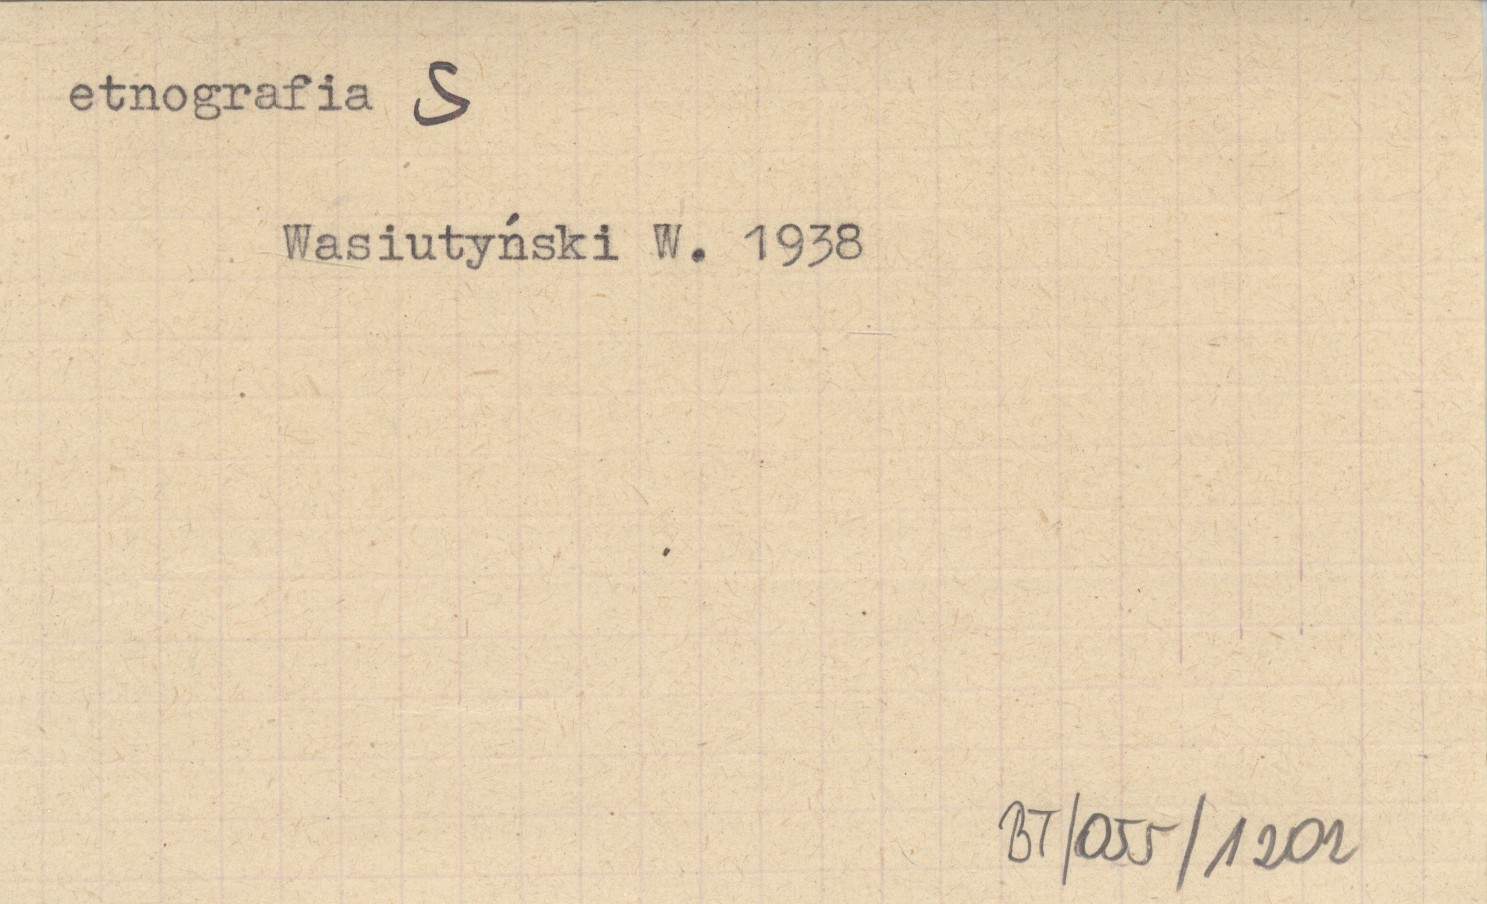 etnografia S
Wasiutyński W. 1938
BT/055/1202